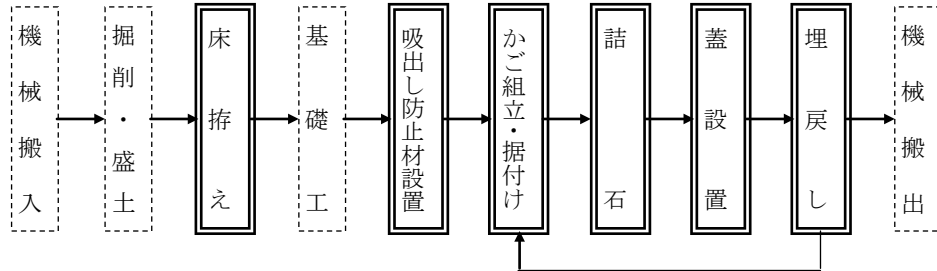 機械搬入
掘削・盛土
床拵え
基礎工
吸出し防止材設置
かご組立・据付け
詰石
蓋設置
埋戻し
機械搬出